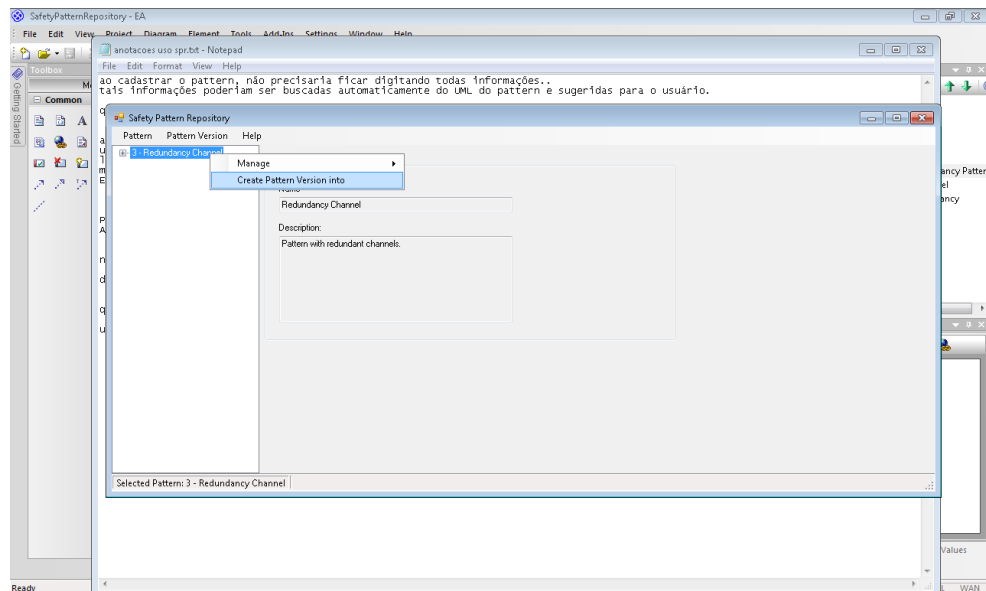 SafetyPatternRepository - EA
File Edit View Project Diagram Element Tools Add-Ins Settings Window Help
anotacoes uso spr.txt - Notepad
File Edit Format View Help
Toolbox
Common
Getting Started
ao cadastrar o pattern, não precisaria ficar digitando todas informações..
tais informações poderiam ser buscadas automaticamente do UML do pattern e sugeridas para o usuário.
Safety Pattern Repository
Pattern Pattern Version Help
3 - Redundancy Channel
Manage
Create Pattern Version into
Name
Redundancy Channel
Description:
Pattern with redundant channels.
Selected Pattern: 3 - Redundancy Channel
ancy Patter
el
ancy
Values
Ready
WAN